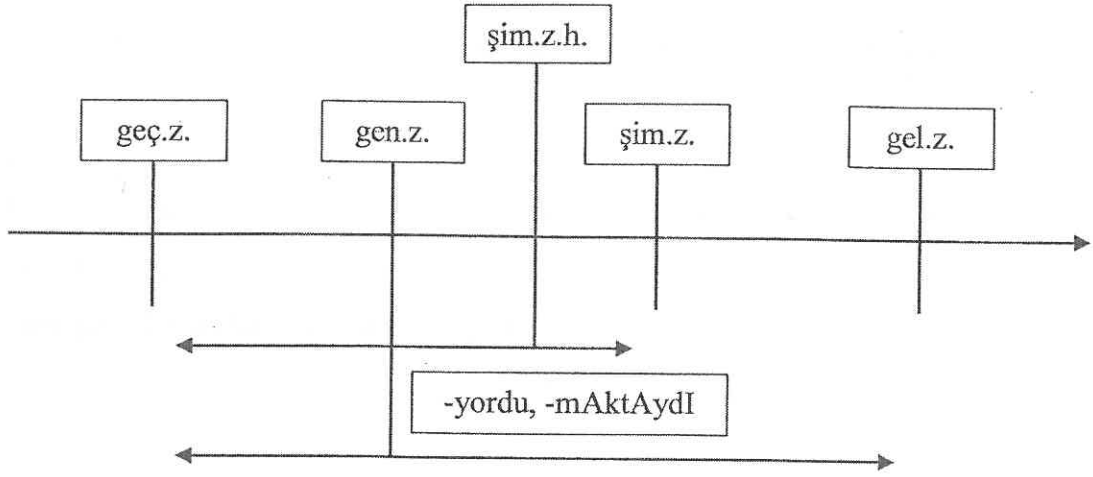 şim.z.h.
geç.z.
gen.z.
şim.z.
gel.z.
-yordu, -mAktAydI